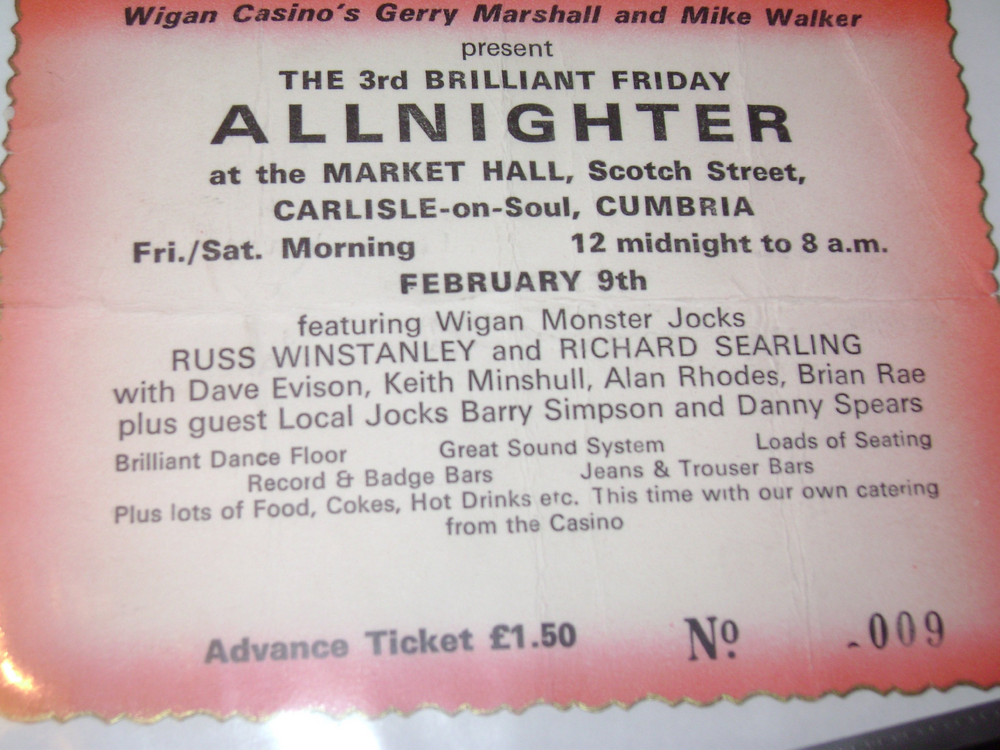 Wigan Casino's Gerry Marshall and Mike Walker
present
THE 3rd BRILLIANT FRIDAY
ALLNIGHTER
at the MARKET HALL, Scotch Street,
CARLISLE-on-Soul, CUMBRIA
Fri./Sat. Morning 12 midnight to 8 a.m.
FEBRUARY 9th
featuring Wigan Monster Jocks
RUSS WINSTANLEY and RICHARD SEARLING
with Dave Evison, Keith Minshull, Alan Rhodes, Brian Rae
plus guest Local Jocks Barry Simpson and Danny Spears
Brilliant Dance Floor Great Sound System Loads of Seating
Record & Badge Bars Jeans & Trouser Bars
Plus lots of Food, Cokes, Hot Drinks etc. This time with our own catering
from the Casino
Advance Ticket £1.50 Nº 009